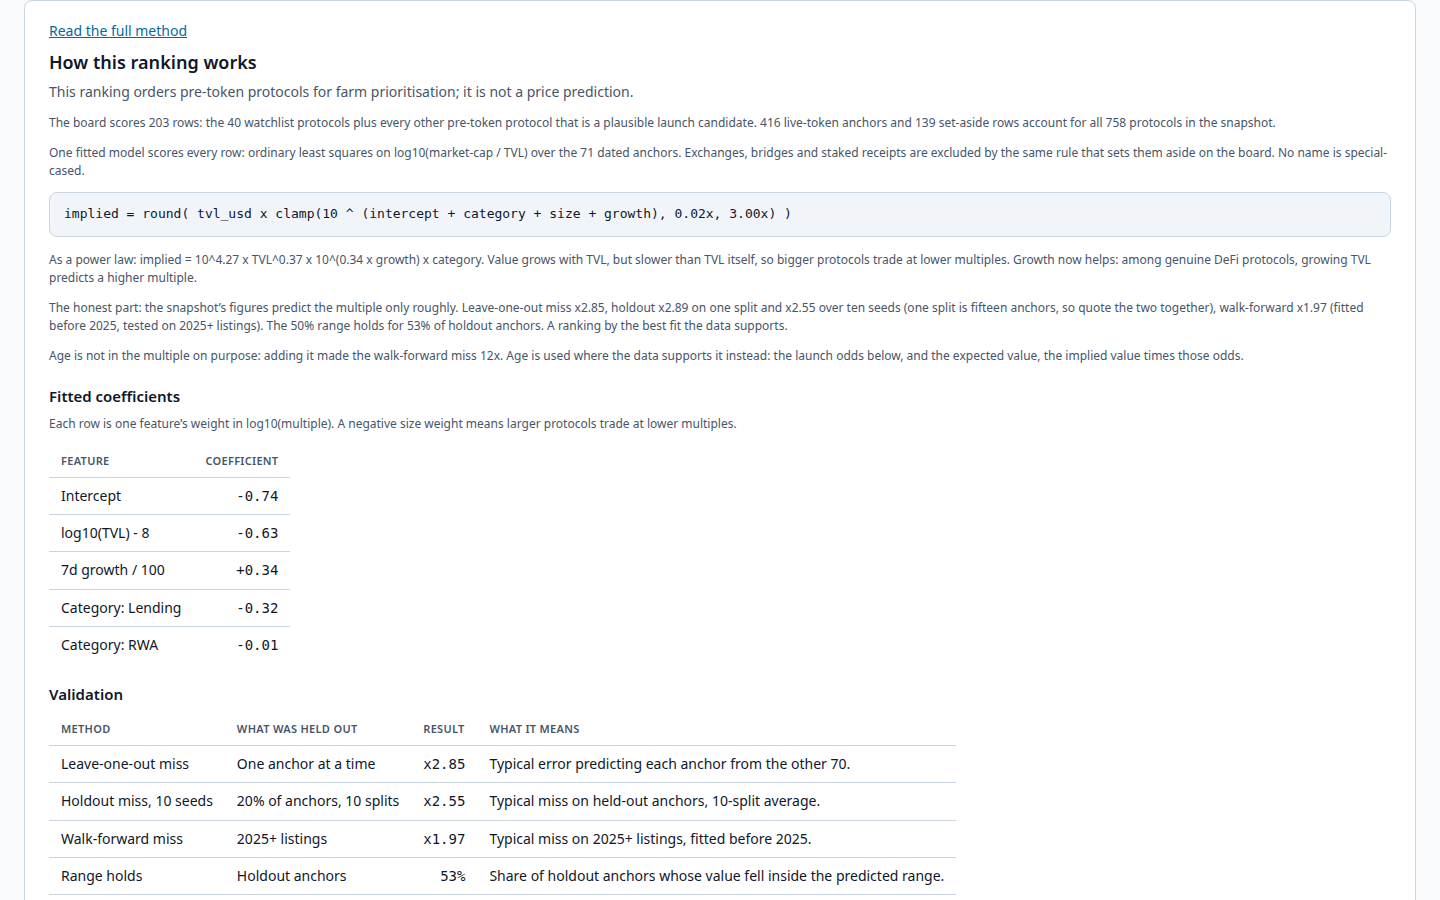 Read the full method
How this ranking works
This ranking orders pre-token protocols for farm prioritisation; it is not a price prediction.
The board scores 203 rows: the 40 watchlist protocols plus every other pre-token protocol that is a plausible launch candidate. 416 live-token anchors and 139 set-aside rows account for all 758 protocols in the snapshot.
One fitted model scores every row: ordinary least squares on log10(market-cap / TVL) over the 71 dated anchors. Exchanges, bridges and staked receipts are excluded by the same rule that sets them aside on the board. No name is special-
cased.
implied = round( tvl_usd x clamp(10 ^ (intercept + category + size + growth), 0.02x, 3.00x) )
As a power law: implied = 10^4.27 x TVL^0.37 x 10^(0.34 x growth) x category. Value grows with TVL, but slower than TVL itself, so bigger protocols trade at lower multiples. Growth now helps: among genuine DeFi protocols, growing TVL
predicts a higher multiple.
The honest part: the snapshot's figures predict the multiple only roughly. Leave-one-out miss x2.85, holdout x2.89 on one split and x2.55 over ten seeds (one split is fifteen anchors, so quote the two together), walk-forward x1.97 (fitted
before 2025, tested on 2025+ listings). The 50% range holds for 53% of holdout anchors. A ranking by the best fit the data supports.
Age is not in the multiple on purpose: adding it made the walk-forward miss 12x. Age is used where the data supports it instead: the launch odds below, and the expected value, the implied value times those odds.
Fitted coefficients
Each row is one feature's weight in log10(multiple). A negative size weight means larger protocols trade at lower multiples.
FEATURE COEFFICIENT
Intercept -0.74
log10(TVL) - 8 -0.63
7d growth / 100 +0.34
Category: Lending -0.32
Category: RWA -0.01
Validation
METHOD WHAT WAS HELD OUT RESULT WHAT IT MEANS
Leave-one-out miss One anchor at a time x2.85 Typical error predicting each anchor from the other 70.
Holdout miss, 10 seeds 20% of anchors, 10 splits x2.55 Typical miss on held-out anchors, 10-split average.
Walk-forward miss 2025+ listings x1.97 Typical miss on 2025+ listings, fitted before 2025.
Range holds Holdout anchors 53% Share of holdout anchors whose value fell inside the predicted range.